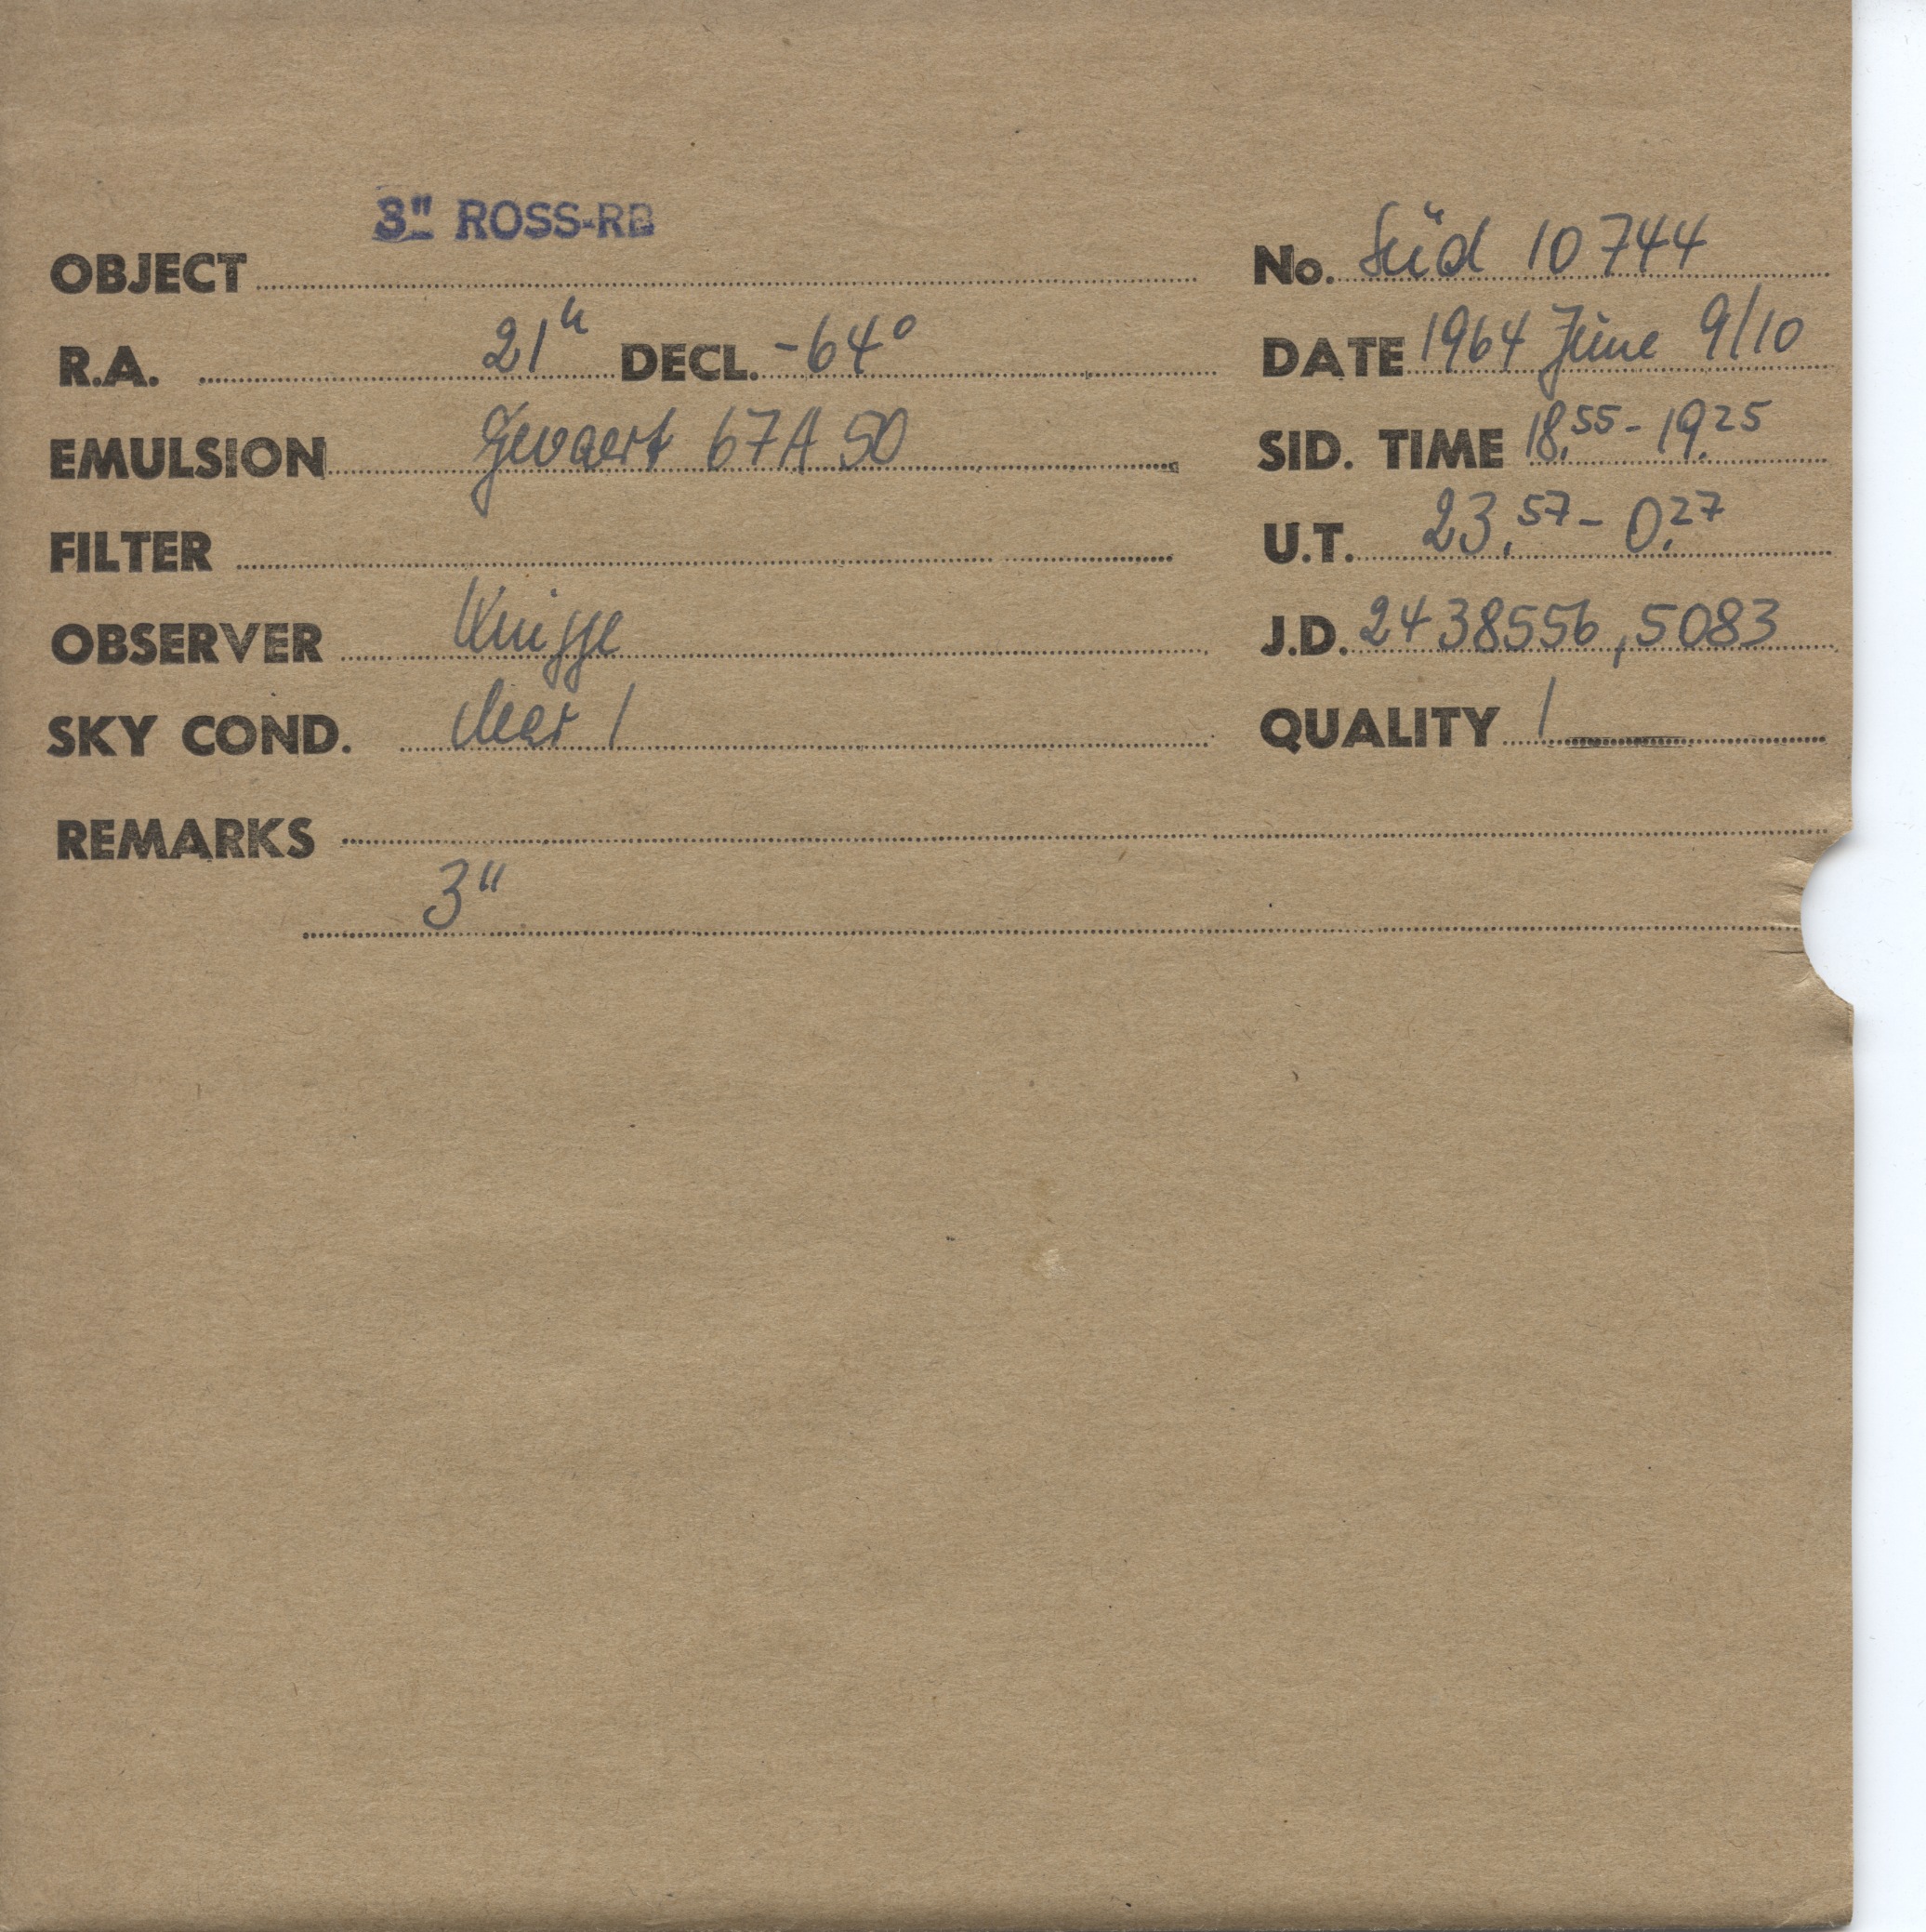 3" ROSS-RB
OBJECT No. Süd 10744
R.A. 21h DECL. -64° DATE 1964 June 9/10
EMULSION Gevaert 67A50 SID. TIME 18.55 - 19.25
FILTER U.T. 23.57 - 0.27
OBSERVER Knigge J.D. 2438556,5083
SKY COND. clear 1 QUALITY 1
REMARKS
3"